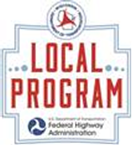 LOCAL
PROGRAM
U.S. Department of Transportation
Federal Highway
Administration